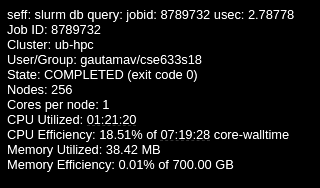 seff: slurm db query: jobid: 8789732 usec: 2.78778
Job ID: 8789732
Cluster: ub-hpc
User/Group: gautamav/cse633s18
State: COMPLETED (exit code 0)
Nodes: 256
Cores per node: 1
CPU Utilized: 01:21:20
CPU Efficiency: 18.51% of 07:19:28 core-walltime
Memory Utilized: 38.42 MB
Memory Efficiency: 0.01% of 700.00 GB